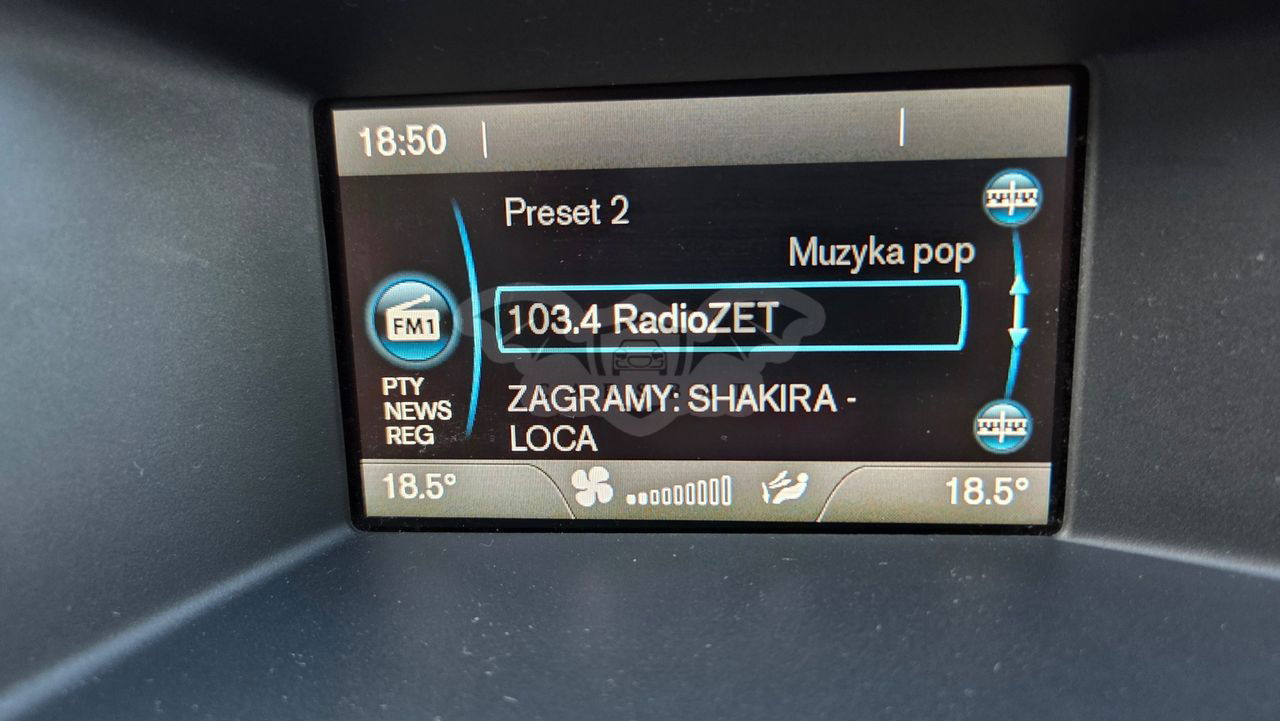 18:50
Preset 2
Muzyka pop
FM1
103.4 RadioZET
PTY
NEWS
REG
ZAGRAMY: SHAKIRA -
LOCA
18.5°
18.5°